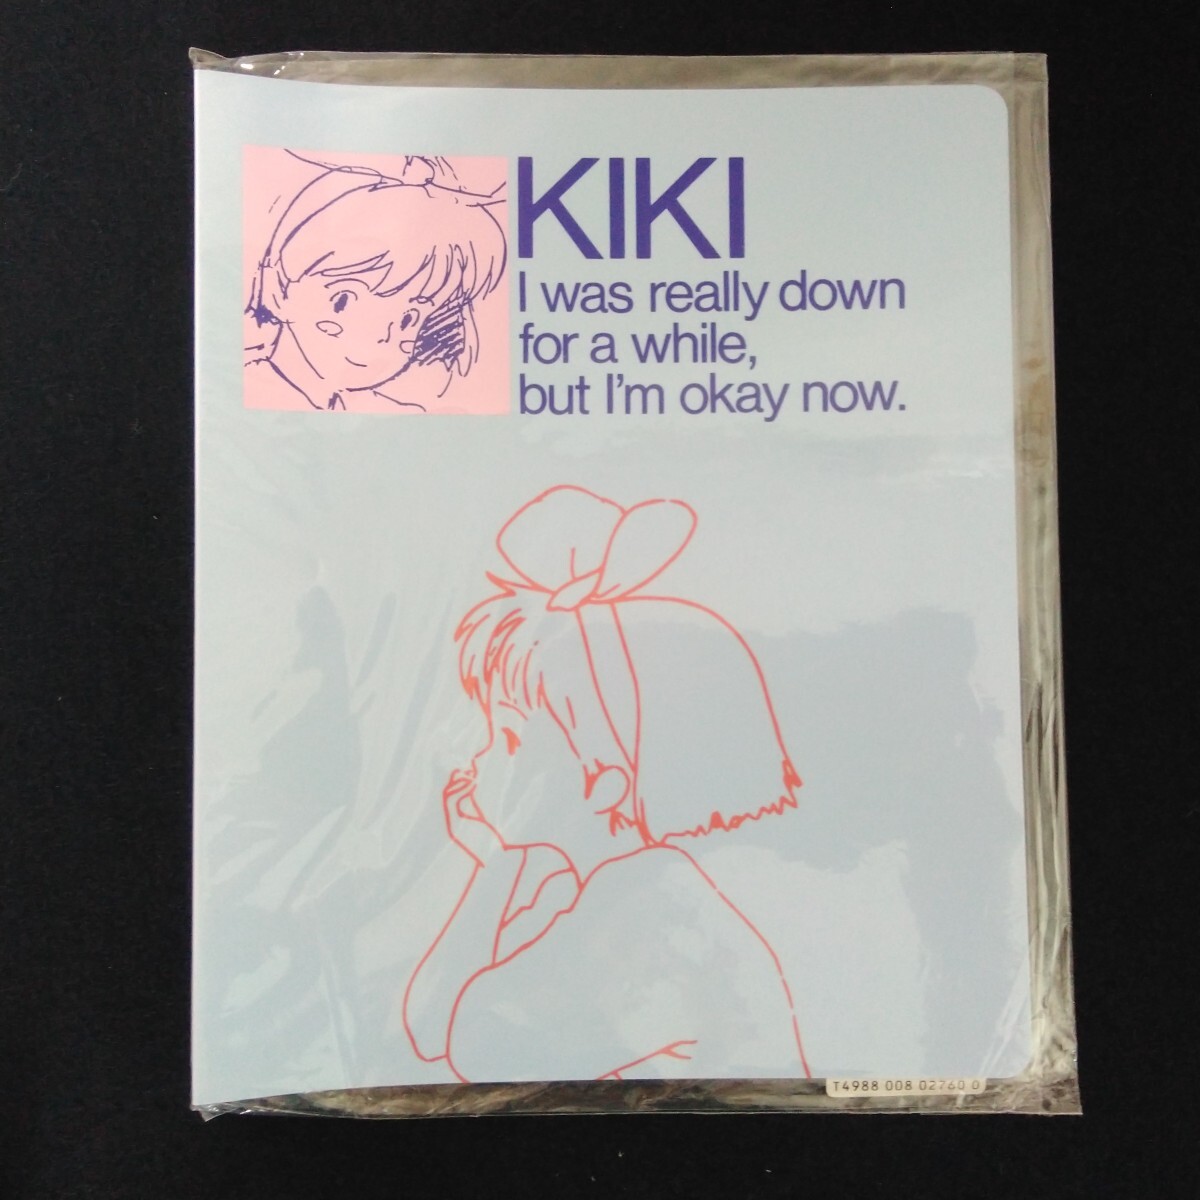 KIKI
I was really down
for a while,
but I'm okay now.
T4988 008 02760 0